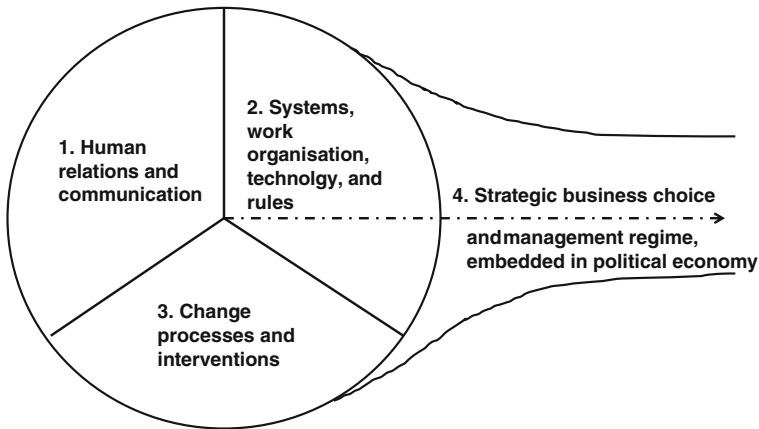 1. Human
relations and
communication
2. Systems,
work
organisation,
technolgy, and
rules
3. Change
processes and
interventions
4. Strategic business choice
andmanagement regime,
embedded in political economy